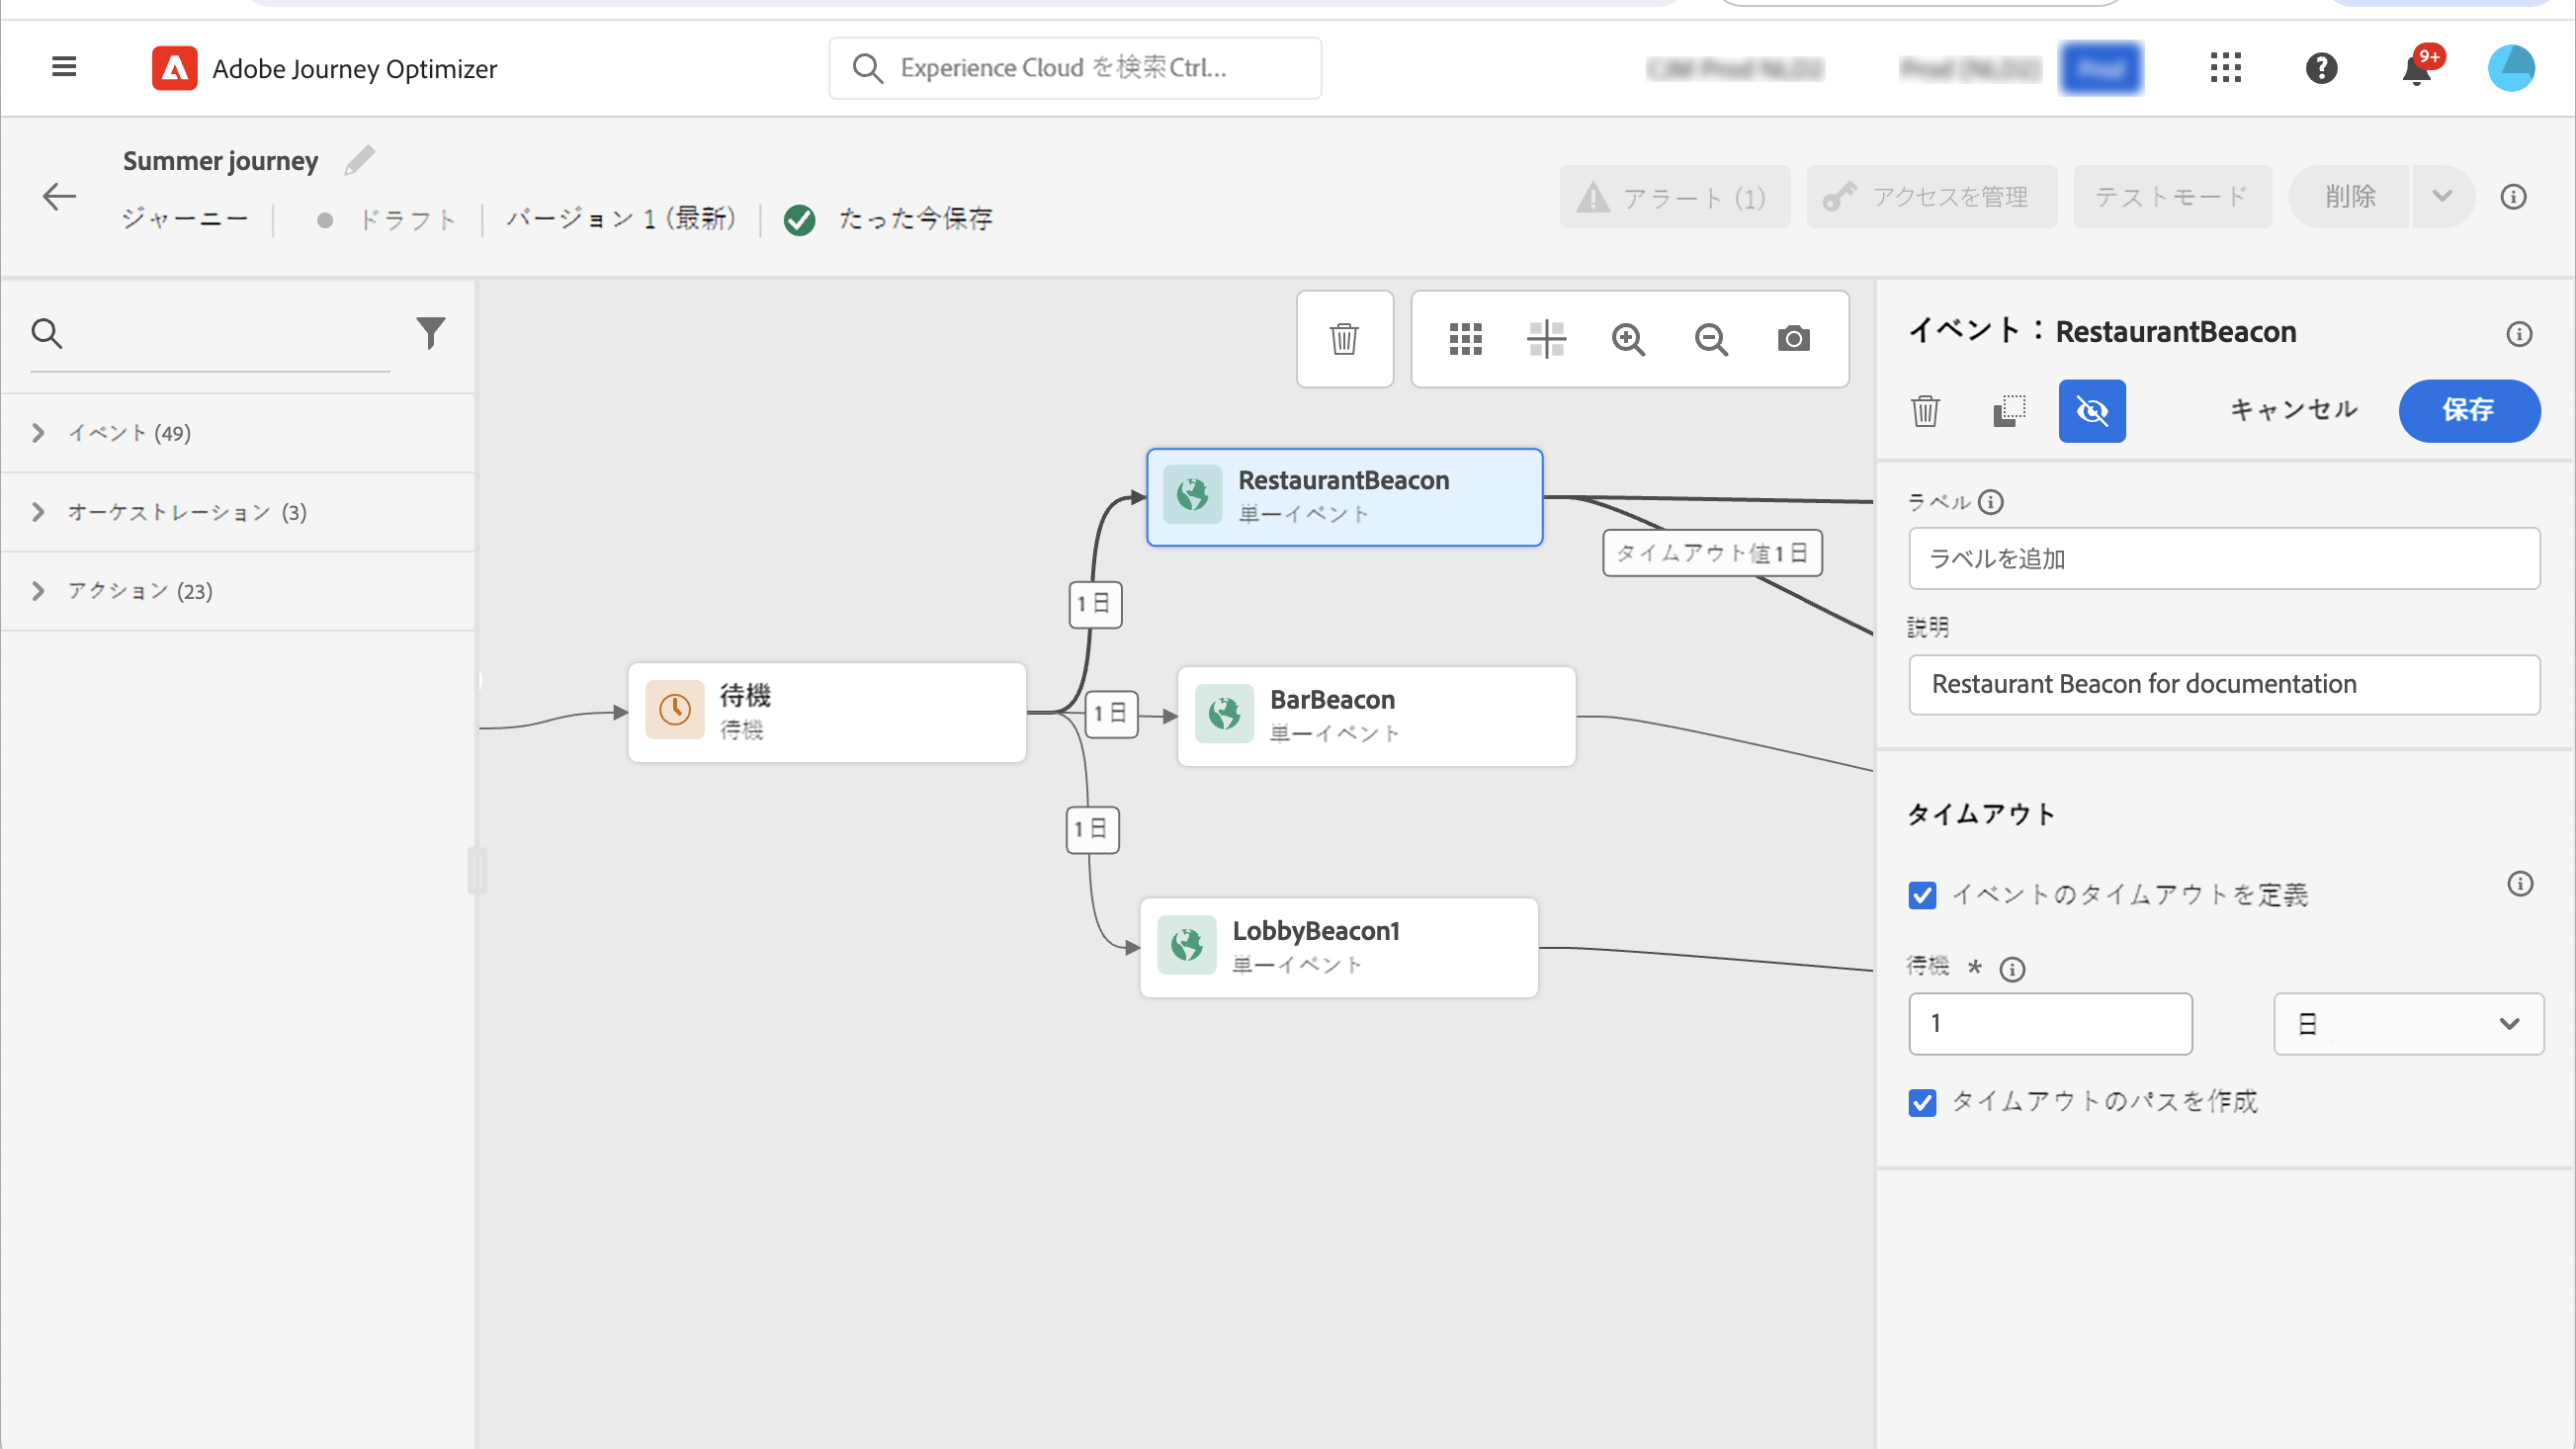 Adobe Journey Optimizer
Experience Cloud を検索 Ctrl...
9+
Summer journey
ジャーニー
ドラフト
バージョン 1 (最新)
たった今保存
アラート (1)
アクセスを管理
テストモード
削除
イベント (49)
オーケストレーション (3)
アクション (23)
RestaurantBeacon
単一イベント
タイムアウト値 1 日
1 日
待機
待機
1 日
BarBeacon
単一イベント
1 日
LobbyBeacon1
単一イベント
イベント：RestaurantBeacon
キャンセル
保存
ラベル
ラベルを追加
説明
Restaurant Beacon for documentation
タイムアウト
イベントのタイムアウトを定義
待機 *
1
日
タイムアウトのパスを作成